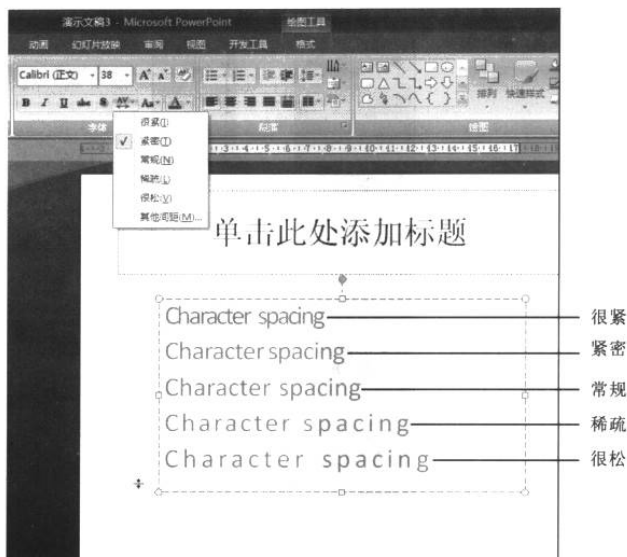 演示文稿3 - Microsoft PowerPoint 绘图工具
动画 幻灯片放映 审阅 视图 开发工具 格式
Calibri (正文) 38
排列 快速样式
字体 段落 绘图
很紧(I)
紧密(T)
常规(N)
稀疏(L)
很松(V)
其他间距(M)...
单击此处添加标题
Character spacing 很紧
Character spacing 紧密
Character spacing 常规
Character spacing 稀疏
Character spacing 很松